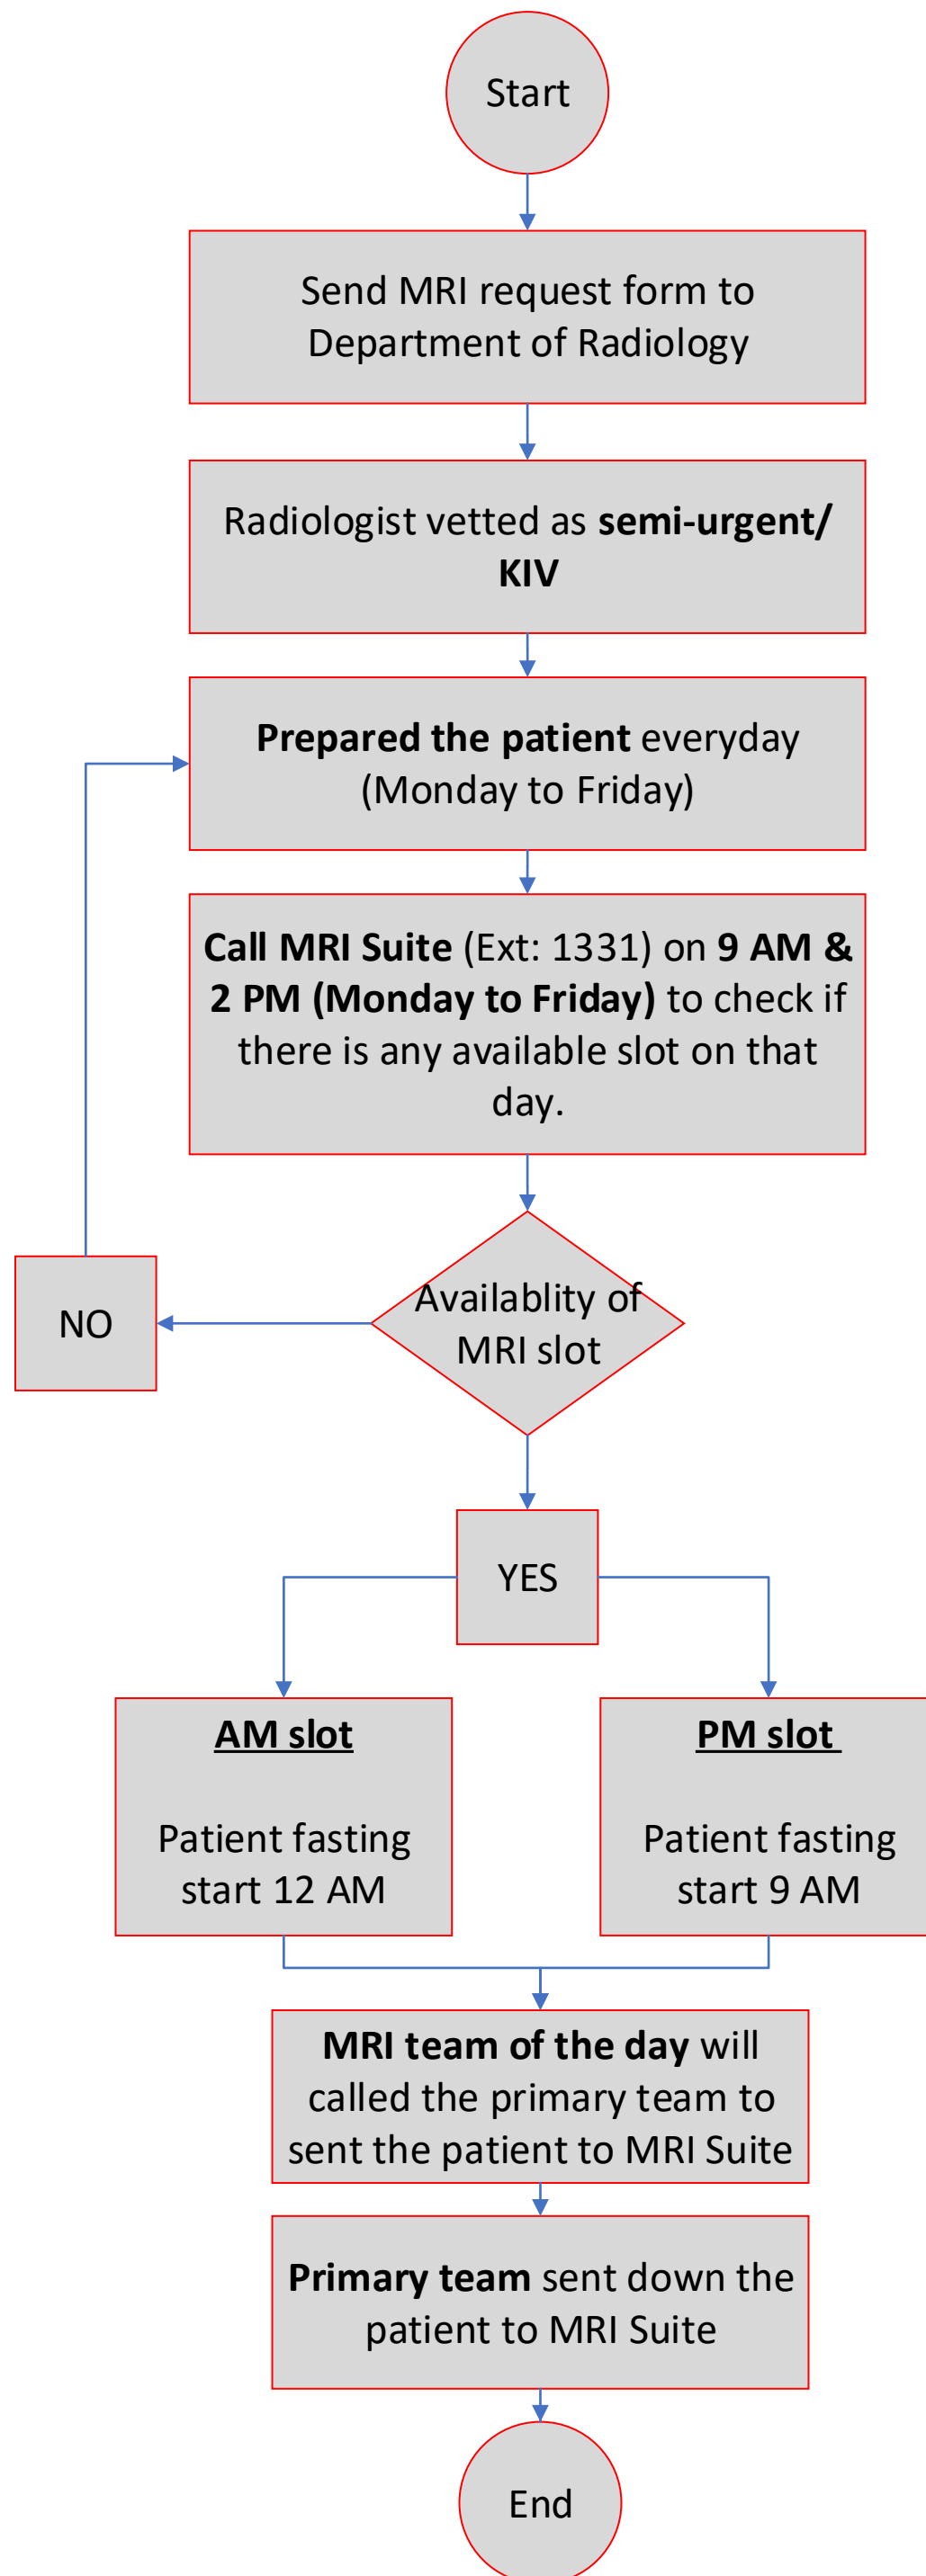 Start
Send MRI request form to
Department of Radiology
Radiologist vetted as semi-urgent/
KIV
Prepared the patient everyday
(Monday to Friday)
Call MRI Suite (Ext: 1331) on 9 AM &
2 PM (Monday to Friday) to check if
there is any available slot on that
day.
Availablity of
MRI slot
NO
YES
AM slot
Patient fasting
start 12 AM
PM slot
Patient fasting
start 9 AM
MRI team of the day will
called the primary team to
sent the patient to MRI Suite
Primary team sent down the
patient to MRI Suite
End